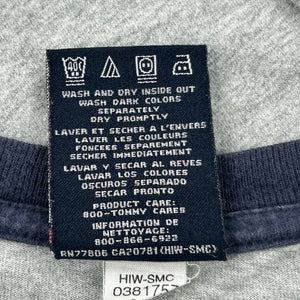 40C
WASH AND DRY INSIDE OUT
WASH DARK COLORS
SEPARATELY
DRY PROMPTLY
LAVER ET SECHER A L'ENVERS
LAVER LES COULEURS
FONCEES SEPAREMENT
SECHER IMMEDIATEMENT
LAVAR Y SECAR AL REVES
LAVAR LOS COLORES
OSCUROS SEPARADO
SECAR PRONTO
PRODUCT CARE:
800-TOMMY CARES
INFORMATION DE
NETTOYAGE:
800-866-6922
RN77806 CA20781 (HIW-SMC)
HIW-SMC